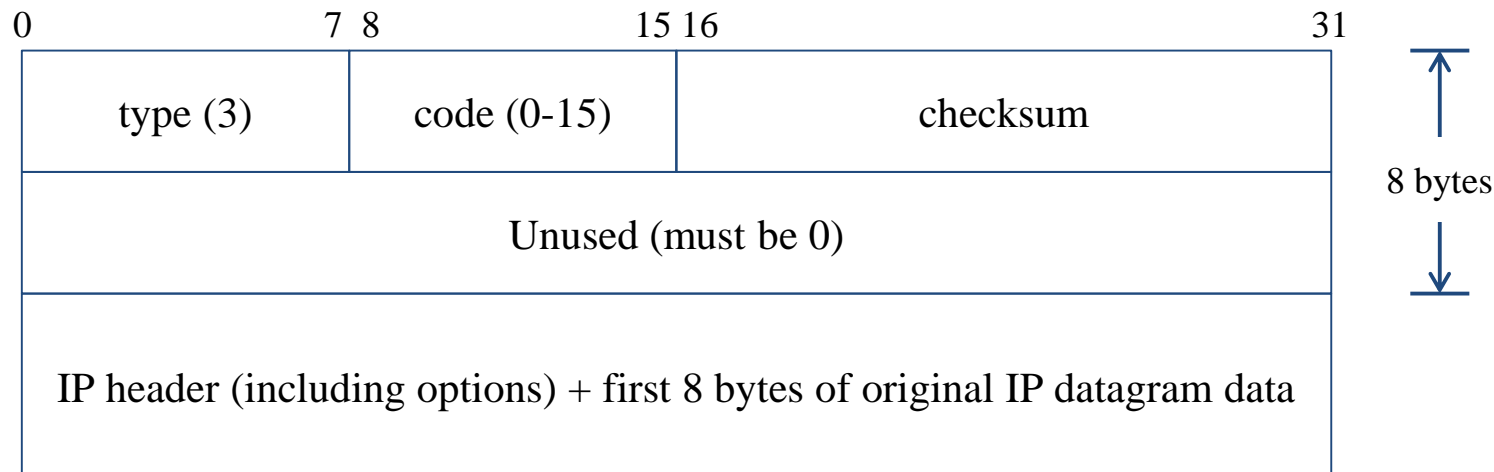 0 7 8 15 16 31
type (3) code (0-15) checksum
8 bytes
Unused (must be 0)
IP header (including options) + first 8 bytes of original IP datagram data